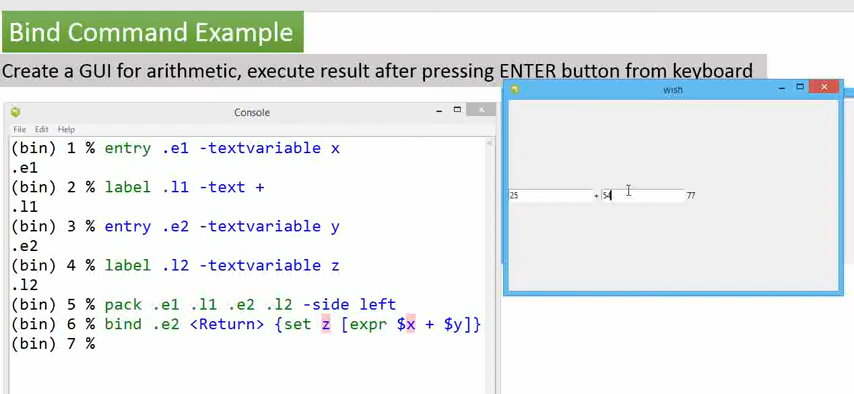 Bind Command Example
Create a GUI for arithmetic, execute result after pressing ENTER button from keyboard
Console
File Edit Help
(bin) 1 % entry .e1 -textvariable x
.e1
(bin) 2 % label .l1 -text +
.l1
(bin) 3 % entry .e2 -textvariable y
.e2
(bin) 4 % label .l2 -textvariable z
.l2
(bin) 5 % pack .e1 .l1 .e2 .l2 -side left
(bin) 6 % bind .e2 <Return> {set z [expr $x + $y]}
(bin) 7 %
wish
25 + 54 77